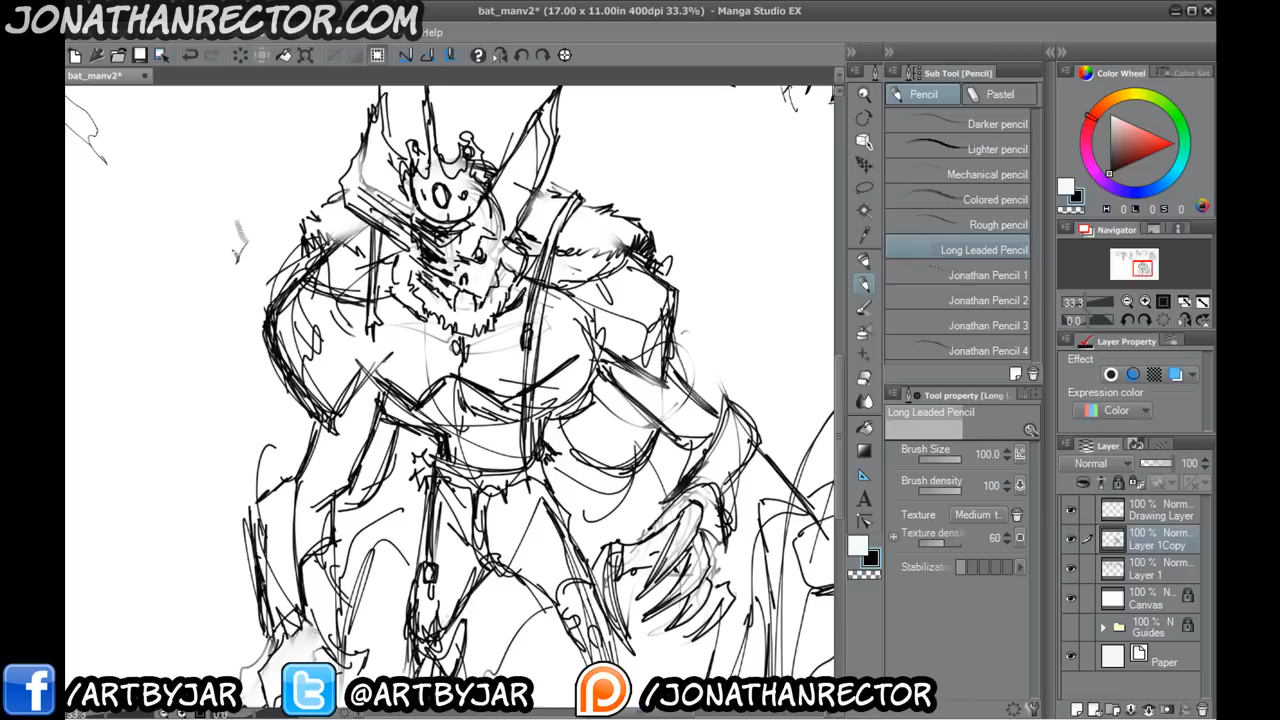 JONATHANRECTOR.COM
bat_manv2* (17.00 x 11.00in 400dpi 33.3%) - Manga Studio EX
Help
bat_manv2*
Sub Tool [Pencil]
Pencil
Pastel
Darker pencil
Lighter pencil
Mechanical pencil
Colored pencil
Rough pencil
Long Leaded Pencil
Jonathan Pencil 1
Jonathan Pencil 2
Jonathan Pencil 3
Jonathan Pencil 4
Tool property [Long l
Long Leaded Pencil
Brush Size 100.0
Brush density 100
Texture Medium t..
Texture densi 60
Stabilizatio
Color Wheel
Color Set
H 0 L 0 S 0
Navigator
33.3
0.0
Layer Property
Effect
Expression color
Color
Layer
Normal 100
100 % Norm...
Drawing Layer
100 % Norm...
Layer 1Copy
100 % Norm...
Layer 1
100 % N...
Canvas
100 % N
Guides
Paper
/ARTBYJAR @ARTBYJAR /JONATHANRECTOR